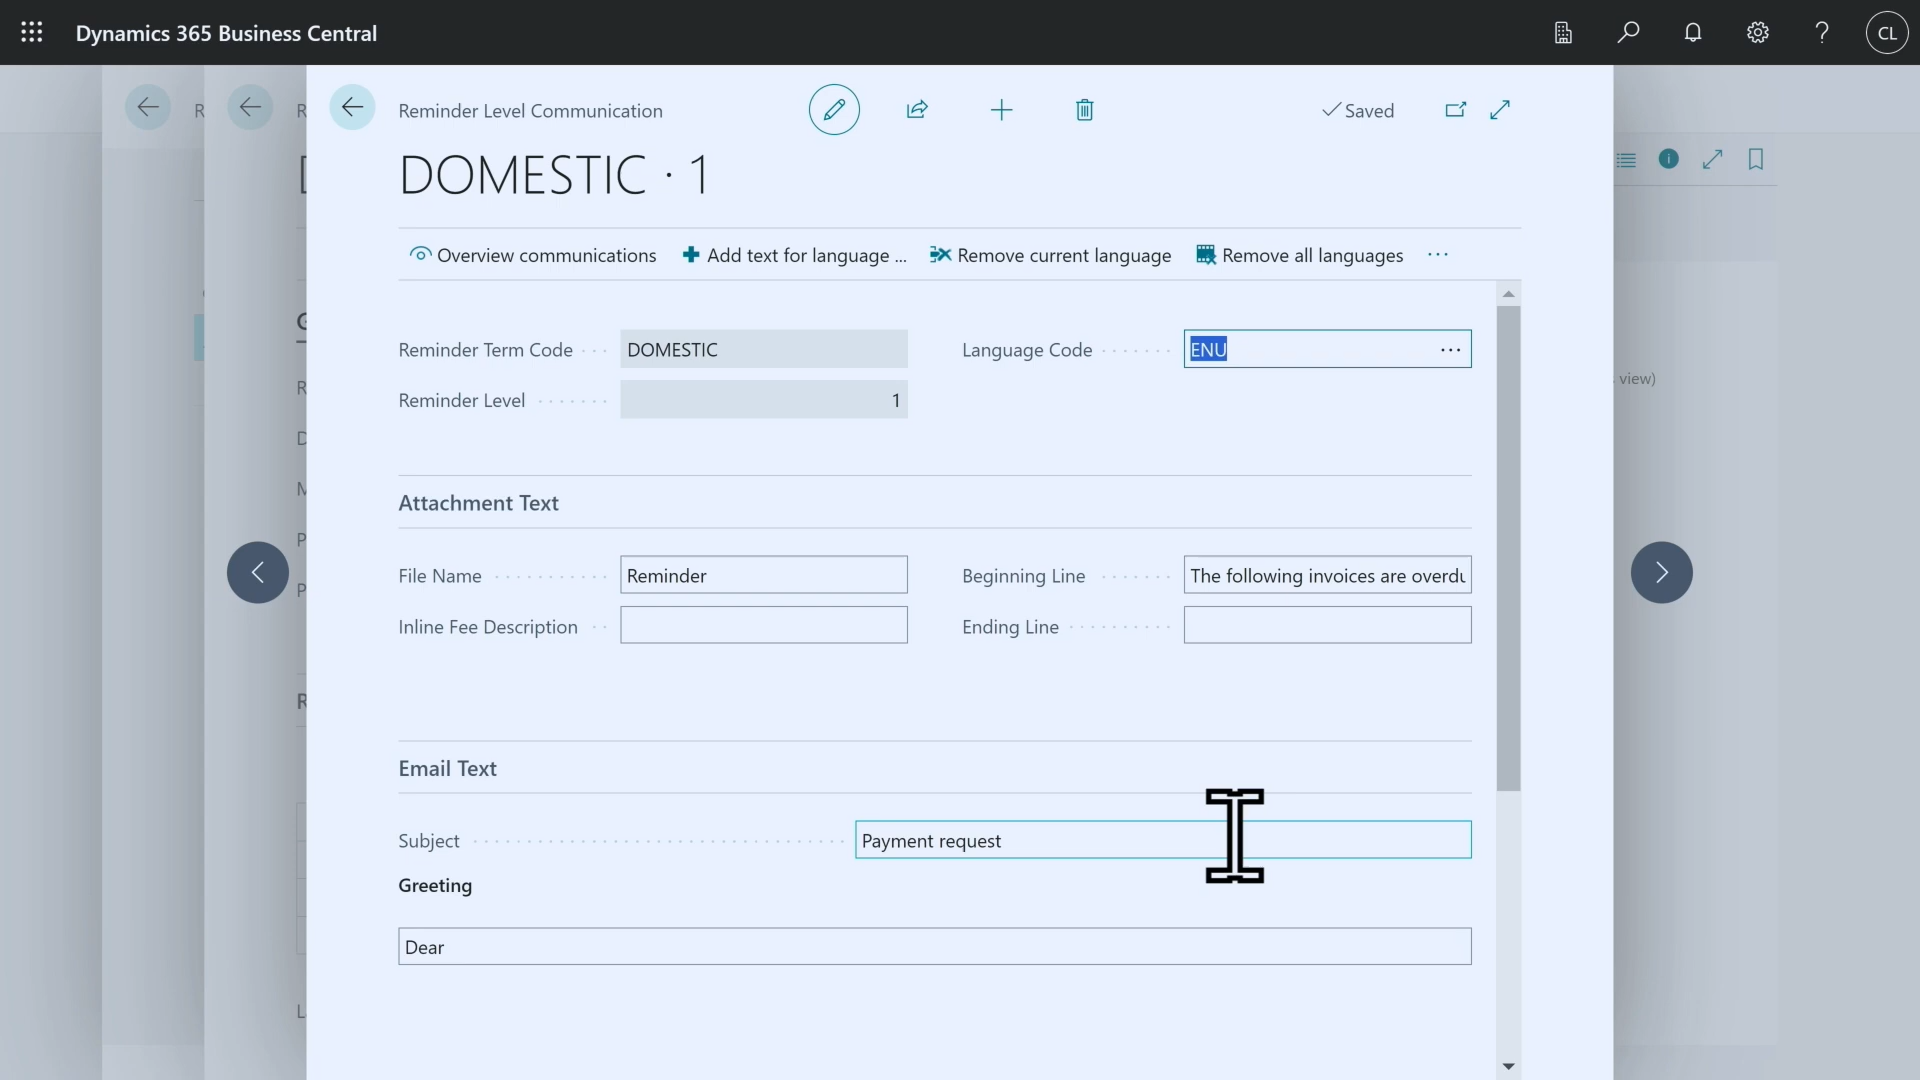 Dynamics 365 Business Central
CL
Reminder Level Communication
Saved
DOMESTIC · 1
Overview communications
Add text for language ...
Remove current language
Remove all languages
Reminder Term Code
DOMESTIC
Language Code
ENU
Reminder Level
1
view)
Attachment Text
File Name
Reminder
Beginning Line
The following invoices are overdu
Inline Fee Description
Ending Line
Email Text
Subject
Payment request
Greeting
Dear